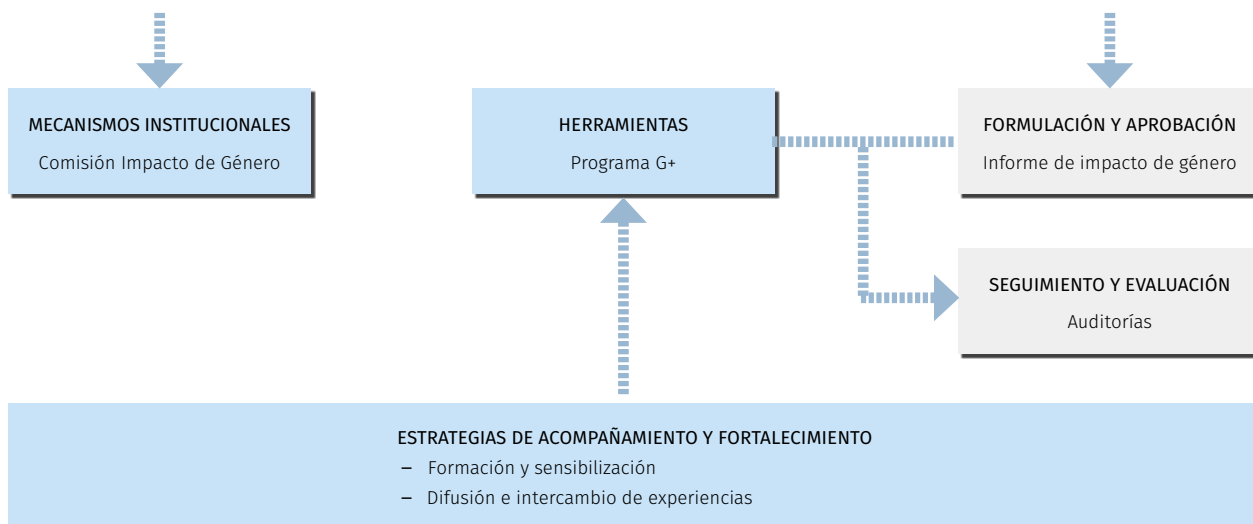 MECANISMOS INSTITUCIONALES
Comisión Impacto de Género
HERRAMIENTAS
Programa G+
FORMULACIÓN Y APROBACIÓN
Informe de impacto de género
SEGUIMIENTO Y EVALUACIÓN
Auditorías
ESTRATEGIAS DE ACOMPAÑAMIENTO Y FORTALECIMIENTO
– Formación y sensibilización
– Difusión e intercambio de experiencias